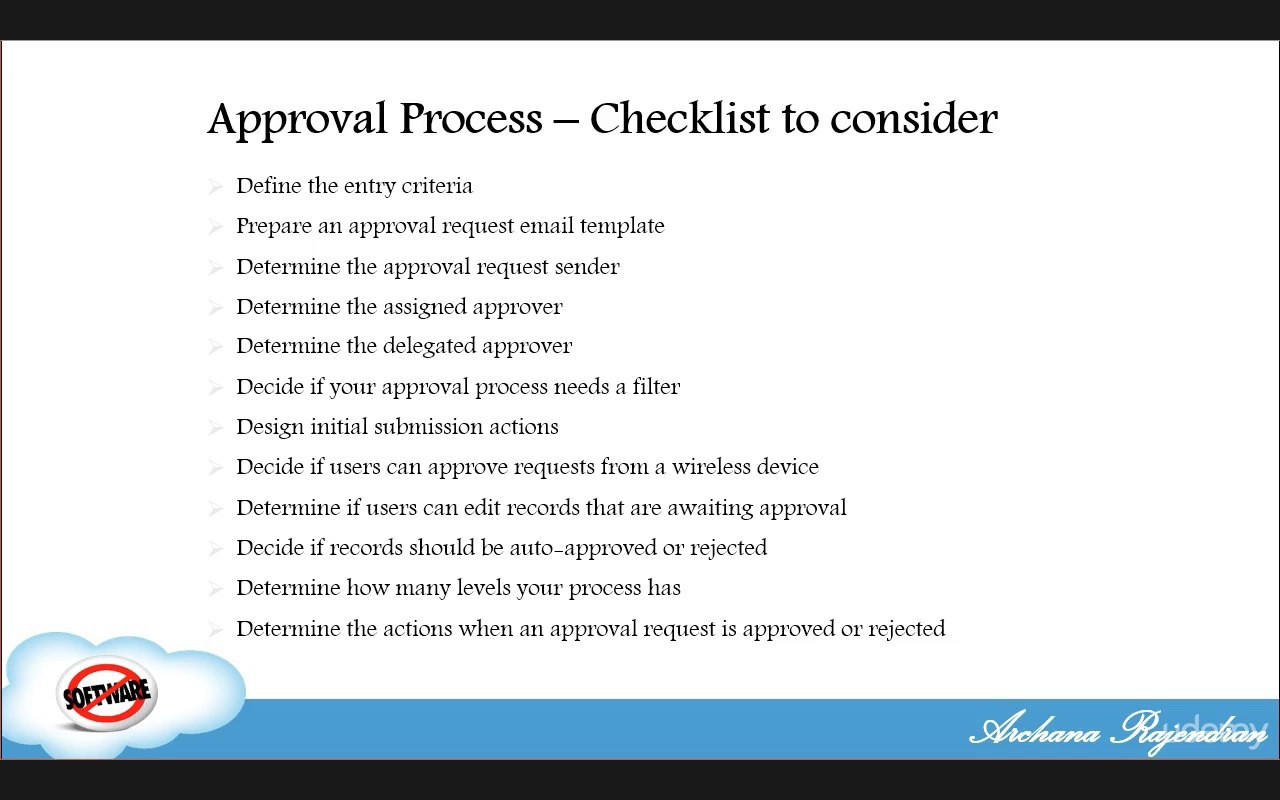 Approval Process – Checklist to consider
Define the entry criteria
Prepare an approval request email template
Determine the approval request sender
Determine the assigned approver
Determine the delegated approver
Decide if your approval process needs a filter
Design initial submission actions
Decide if users can approve requests from a wireless device
Determine if users can edit records that are awaiting approval
Decide if records should be auto-approved or rejected
Determine how many levels your process has
Determine the actions when an approval request is approved or rejected
SOFTWARE
Archana Rajendran
udemy